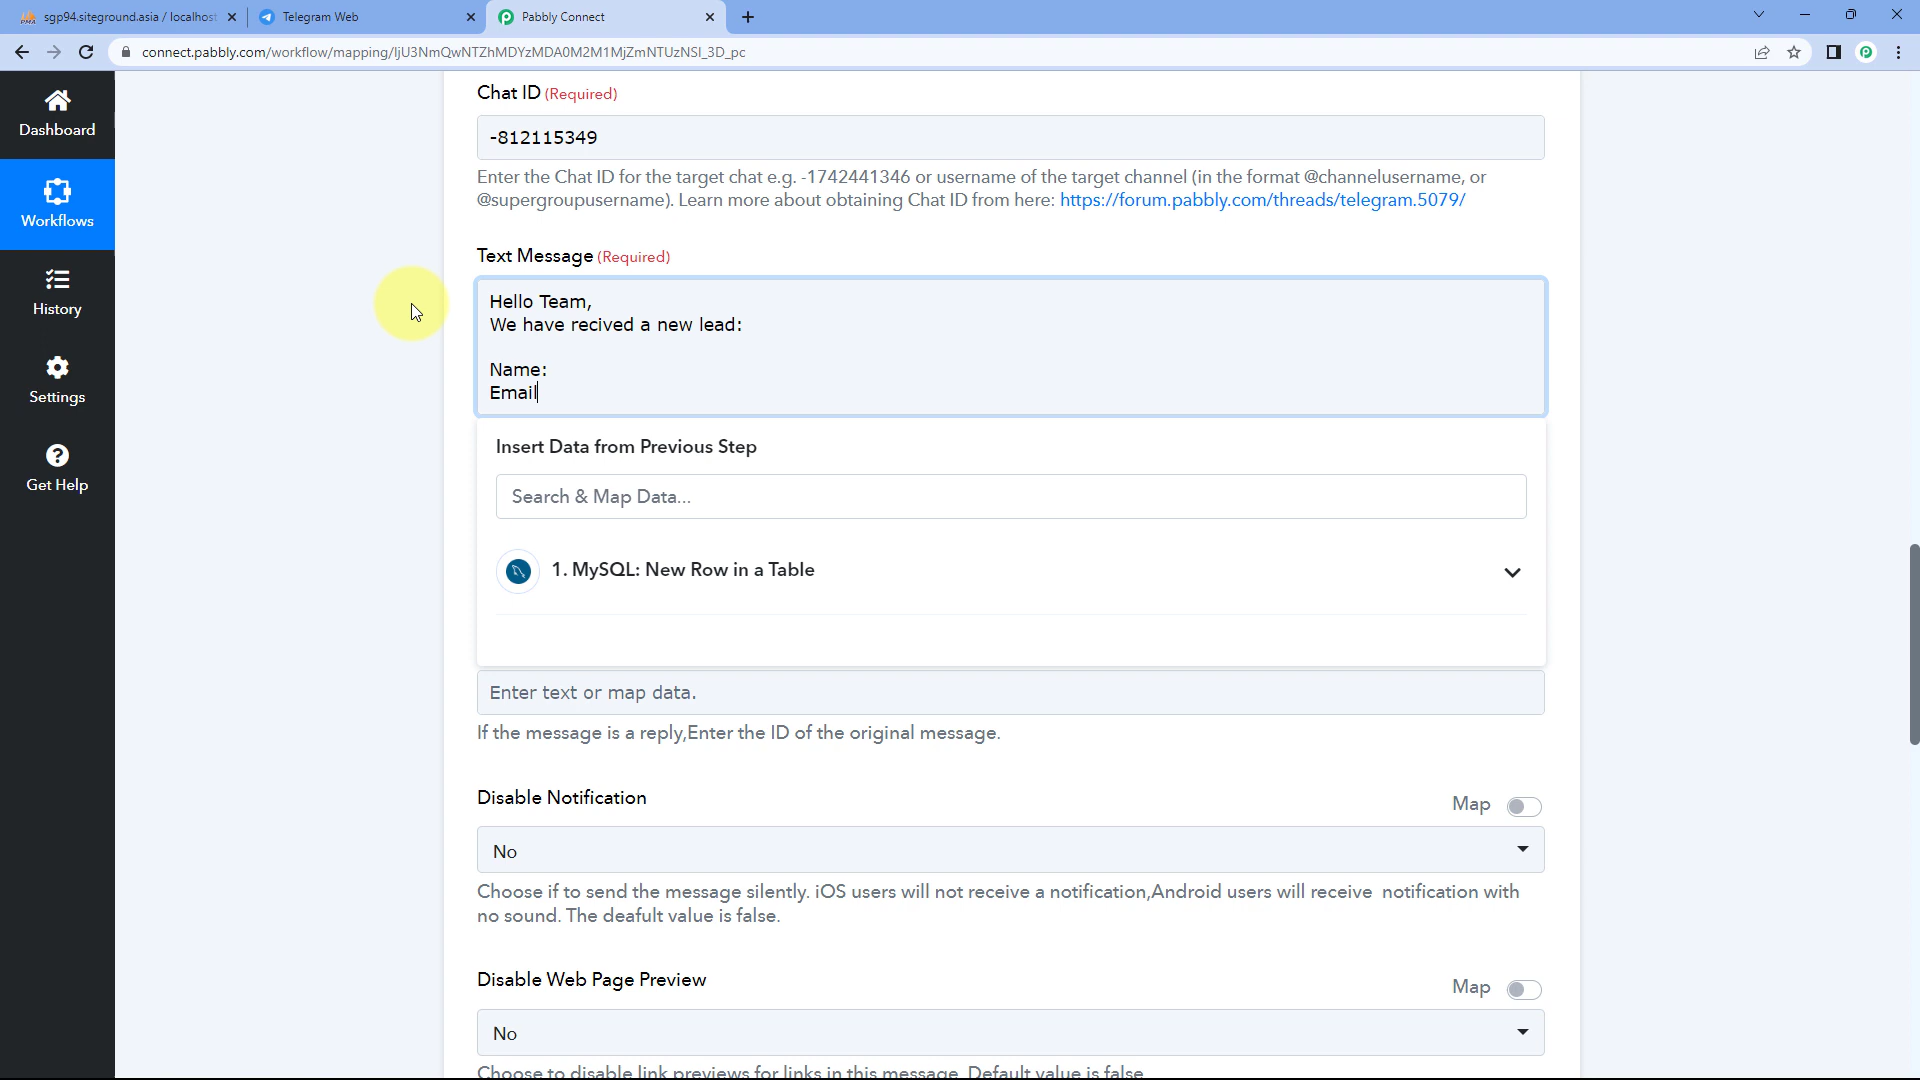 sgp94.siteground.asia / localhost
Telegram Web
Pabbly Connect
connect.pabbly.com/workflow/mapping/IjU3NmQwNTZhMDYzMDA0M2M1MjZmNTUzNSI_3D_pc
Dashboard
Workflows
History
Settings
Get Help
Chat ID (Required)
-812115349
Enter the Chat ID for the target chat e.g. -1742441346 or username of the target channel (in the format @channelusername, or
@supergroupusername). Learn more about obtaining Chat ID from here: https://forum.pabbly.com/threads/telegram.5079/
Text Message (Required)
Hello Team,
We have recived a new lead:
Name:
Email
Insert Data from Previous Step
Search & Map Data...
1. MySQL: New Row in a Table
Enter text or map data.
If the message is a reply,Enter the ID of the original message.
Disable Notification
Map
No
Choose if to send the message silently. iOS users will not receive a notification,Android users will receive notification with
no sound. The deafult value is false.
Disable Web Page Preview
Map
No
Choose to disable link previews for links in this message. Default value is false